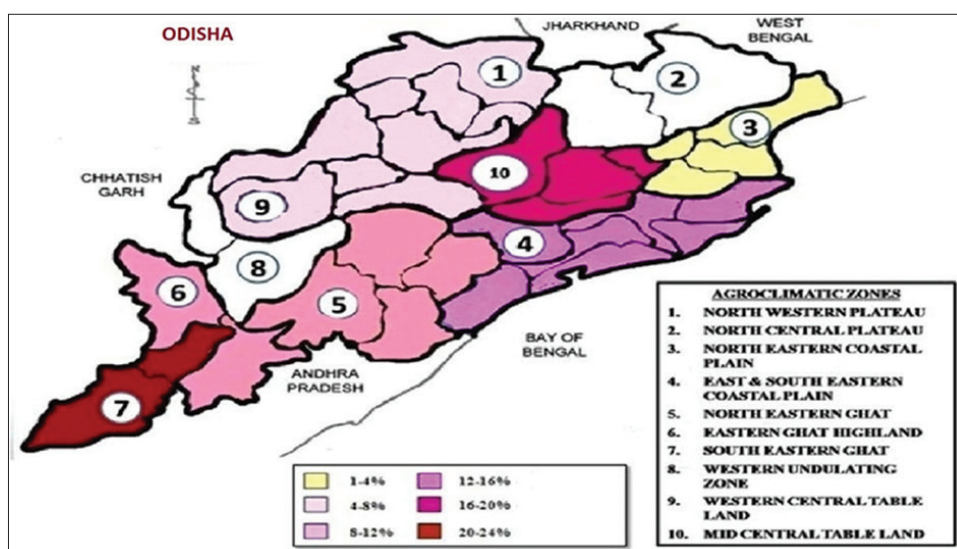 ODISHA
JHARKHAND
WEST
BENGAL
N
1
2
3
CHHATISH
GARH
10
9
4
8
6
5
7
BAY OF
BENGAL
ANDHRA
PRADESH
AGROCLIMATIC ZONES
1. NORTH WESTERN PLATEAU
2. NORTH CENTRAL PLATEAU
3. NORTH EASTERN COASTAL
PLAIN
4. EAST & SOUTH EASTERN
COASTAL PLAIN
5. NORTH EASTERN GHAT
6. EASTERN GHAT HIGHLAND
7. SOUTH EASTERN GHAT
8. WESTERN UNDULATING
ZONE
9. WESTERN CENTRAL TABLE
LAND
10. MID CENTRAL TABLE LAND
1-4%
12-16%
4-8%
16-20%
8-12%
20-24%